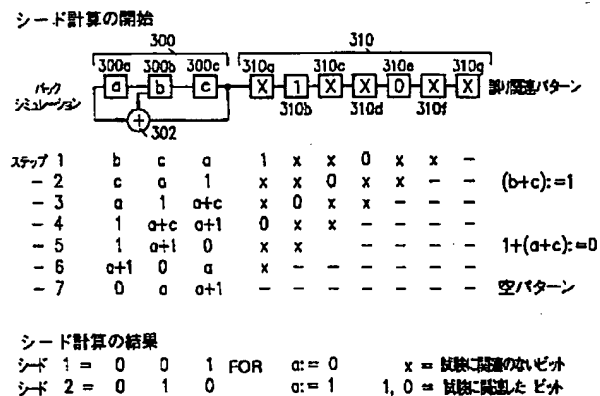 シード計算の開始
300 310
300a 300b 300c 310a 310c 310e 310g
バック
シミュレーション
a b c X 1 X X 0 X X 誤り関連パターン
310b 310d 310f
+
302
ステップ 1 b c a 1 x x 0 x x -
- 2 c a 1 x x 0 x x - - (b+c):=1
- 3 a 1 a+c x 0 x x - - -
- 4 1 a+c a+1 0 x x - - - -
- 5 1 a+1 0 x x - - - - - 1+(a+c):=0
- 6 a+1 0 a x - - - - - -
- 7 0 a a+1 - - - - - - - 空パターン
シード計算の結果
シード 1 = 0 0 1 FOR a:= 0 x = 試験に関連のないビット
シード 2 = 0 1 0 a:= 1 1, 0 = 試験に関連した ビット